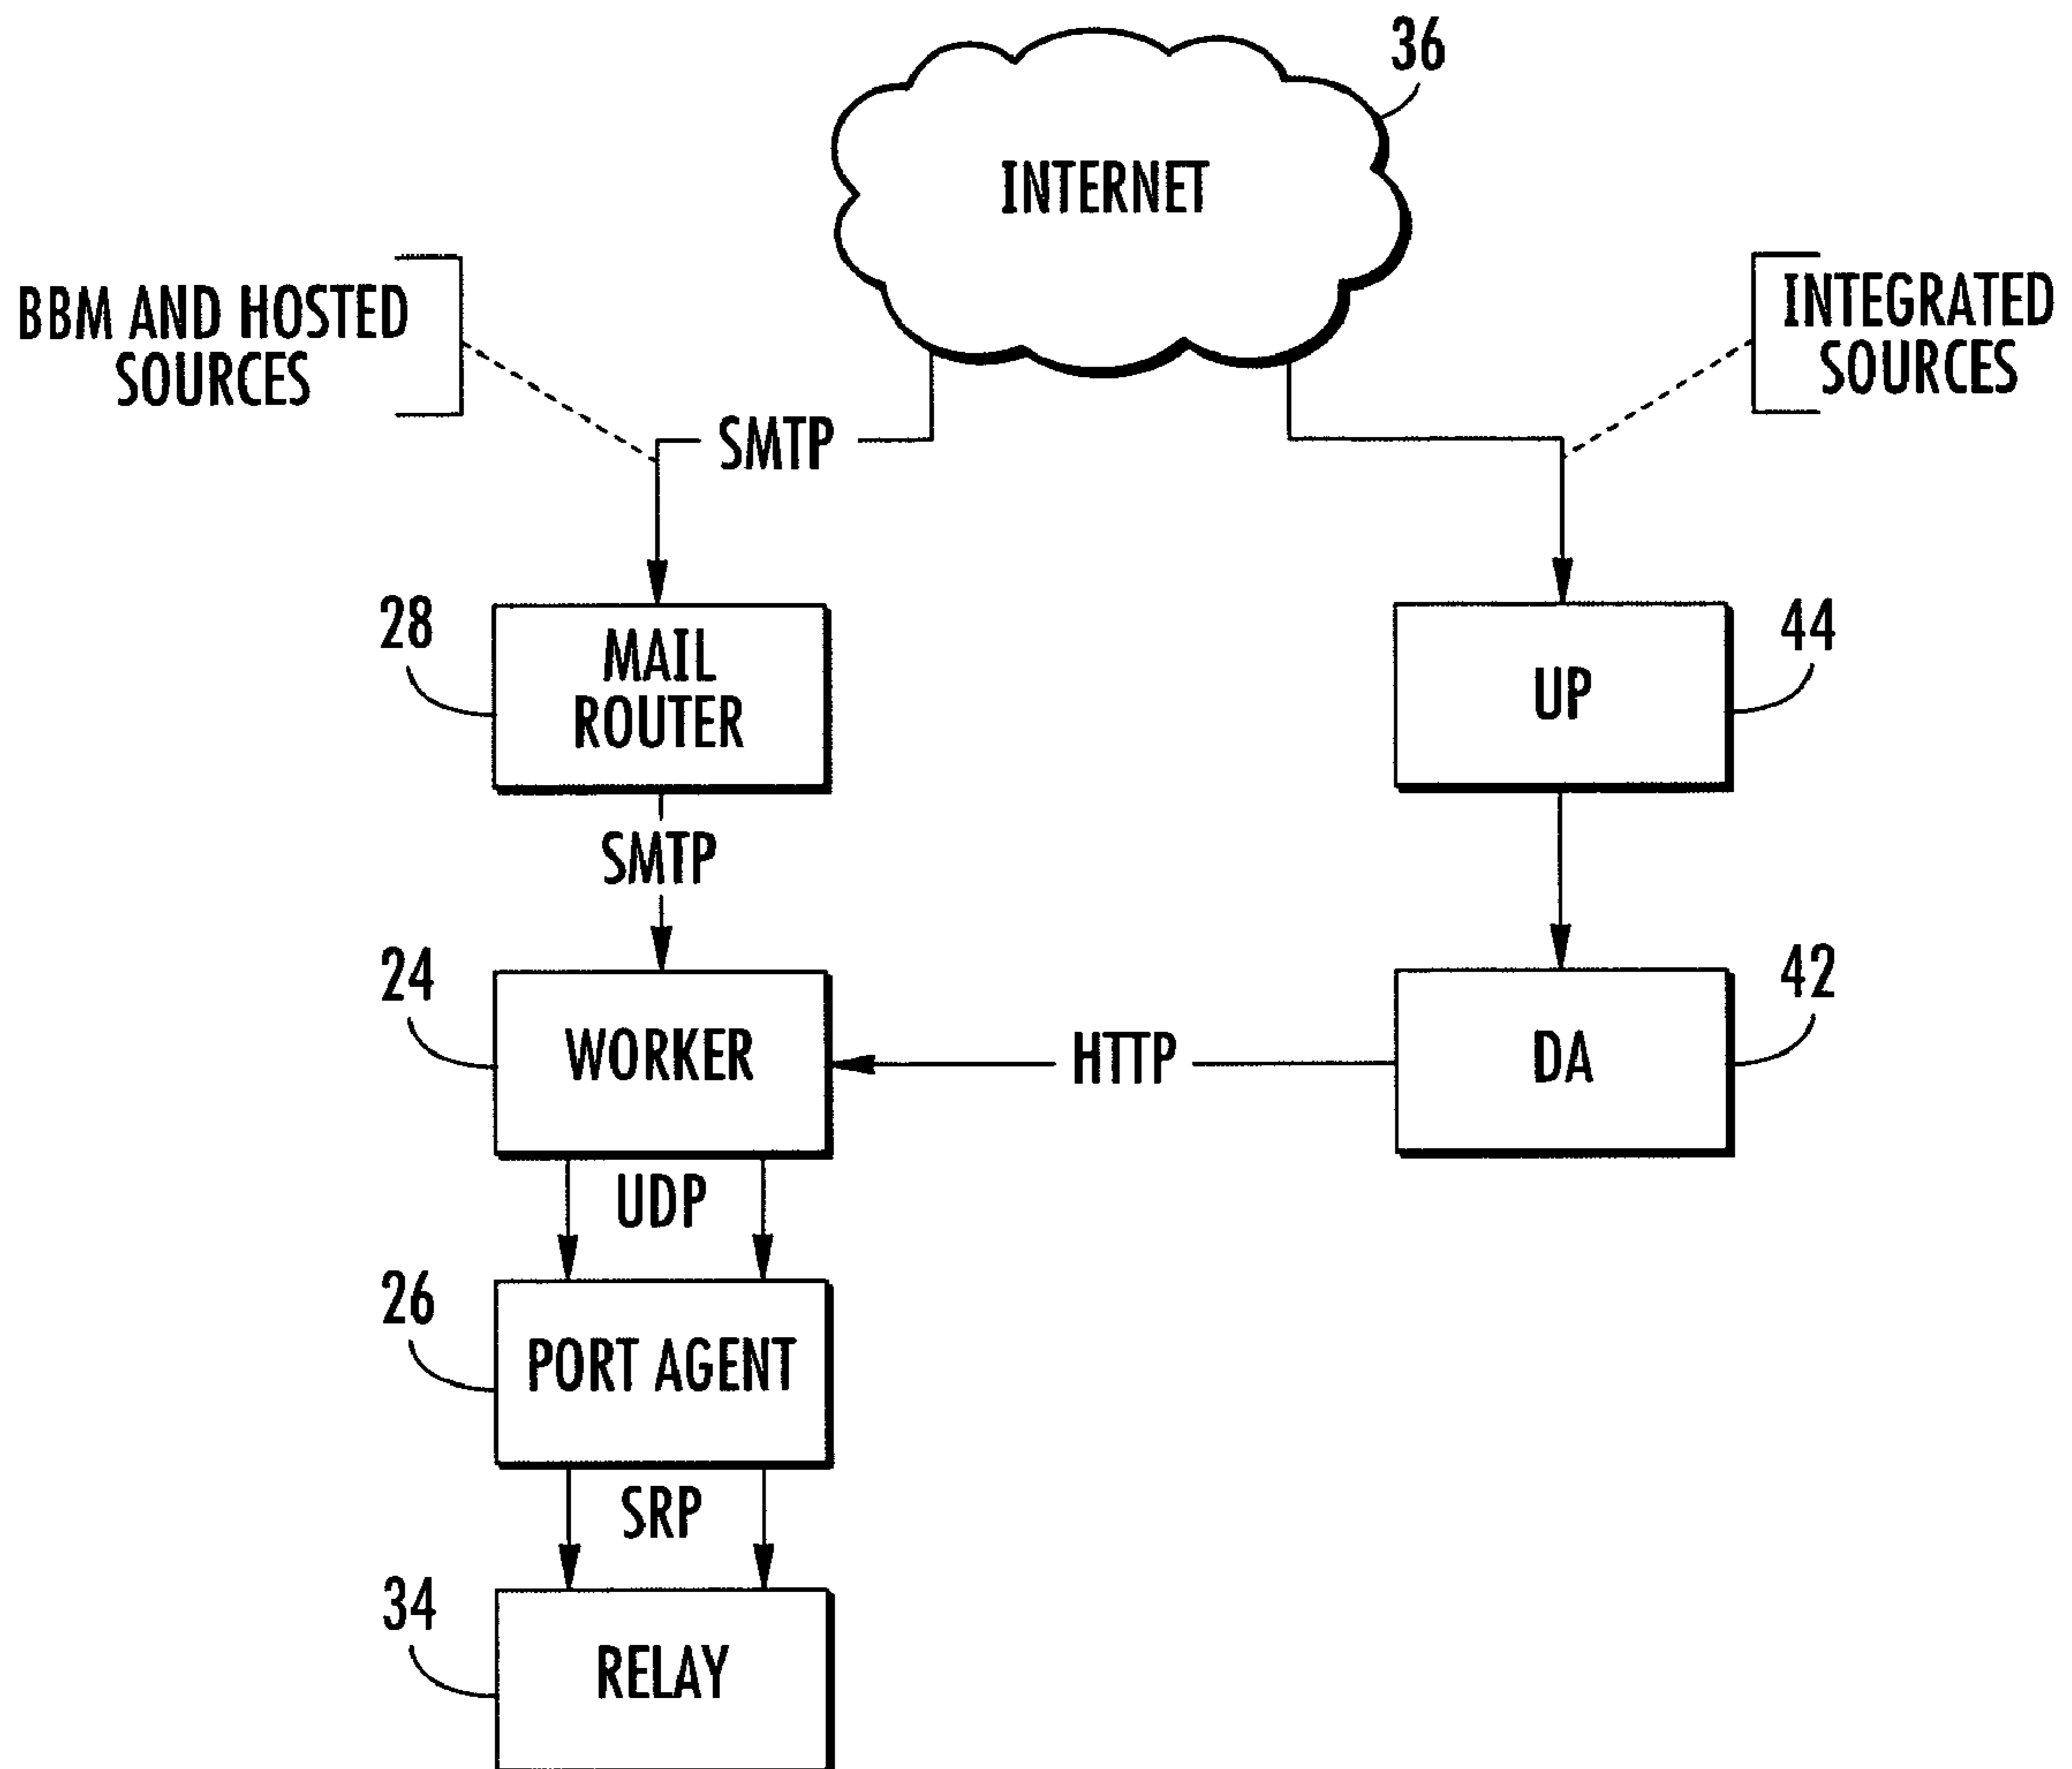 36
INTERNET
BBM AND HOSTED
SOURCES
INTEGRATED
SOURCES
SMTP
28
MAIL
ROUTER
44
UP
SMTP
24
WORKER
HTTP
42
DA
UDP
26
PORT AGENT
SRP
34
RELAY